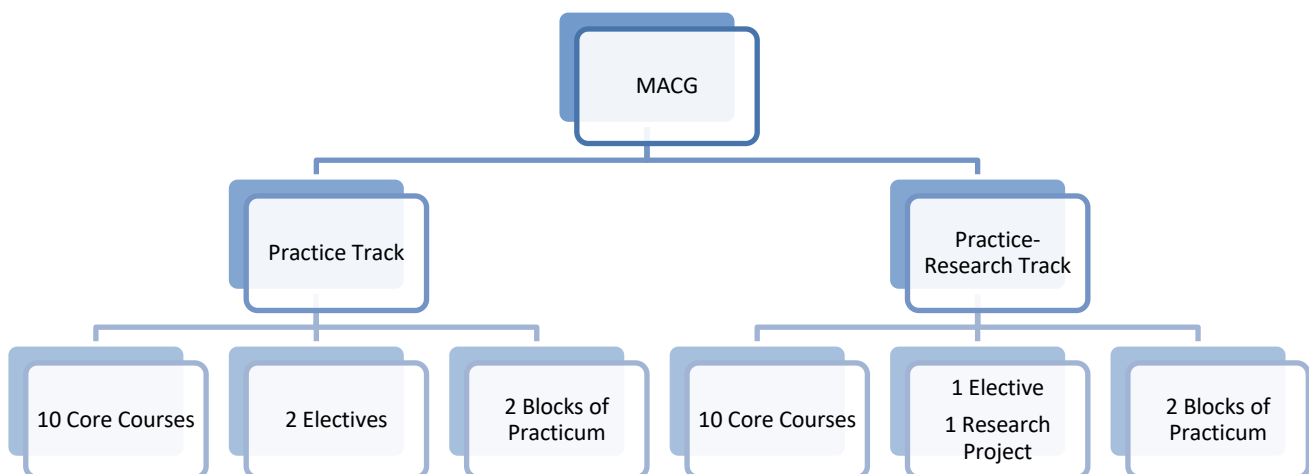 MACG
Practice Track
Practice-
Research Track
10 Core Courses
2 Electives
2 Blocks of
Practicum
10 Core Courses
1 Elective
1 Research
Project
2 Blocks of
Practicum